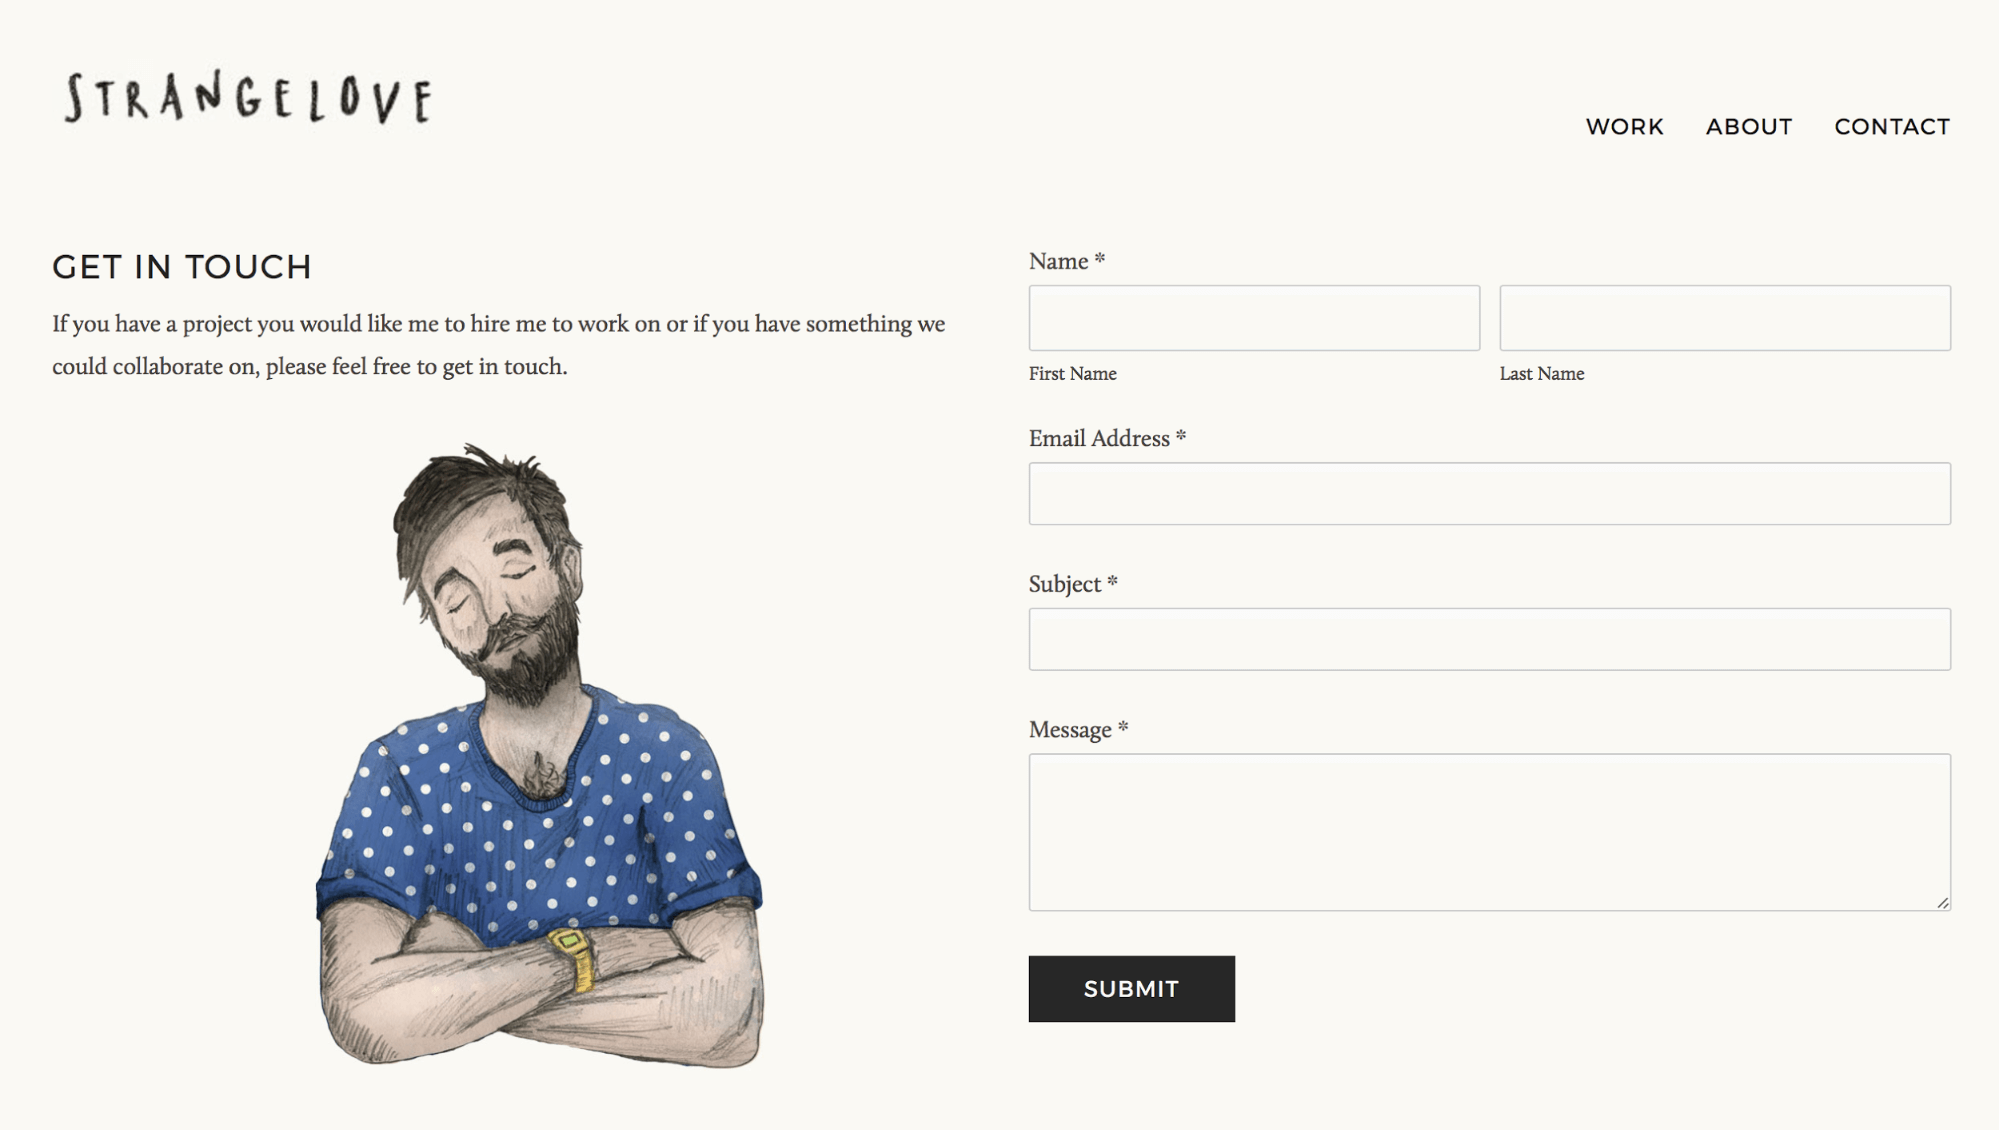 STRANGELOVE
WORK ABOUT CONTACT
GET IN TOUCH
If you have a project you would like me to hire me to work on or if you have something we
could collaborate on, please feel free to get in touch.
Name *
First Name
Last Name
Email Address *
Subject *
Message *
SUBMIT